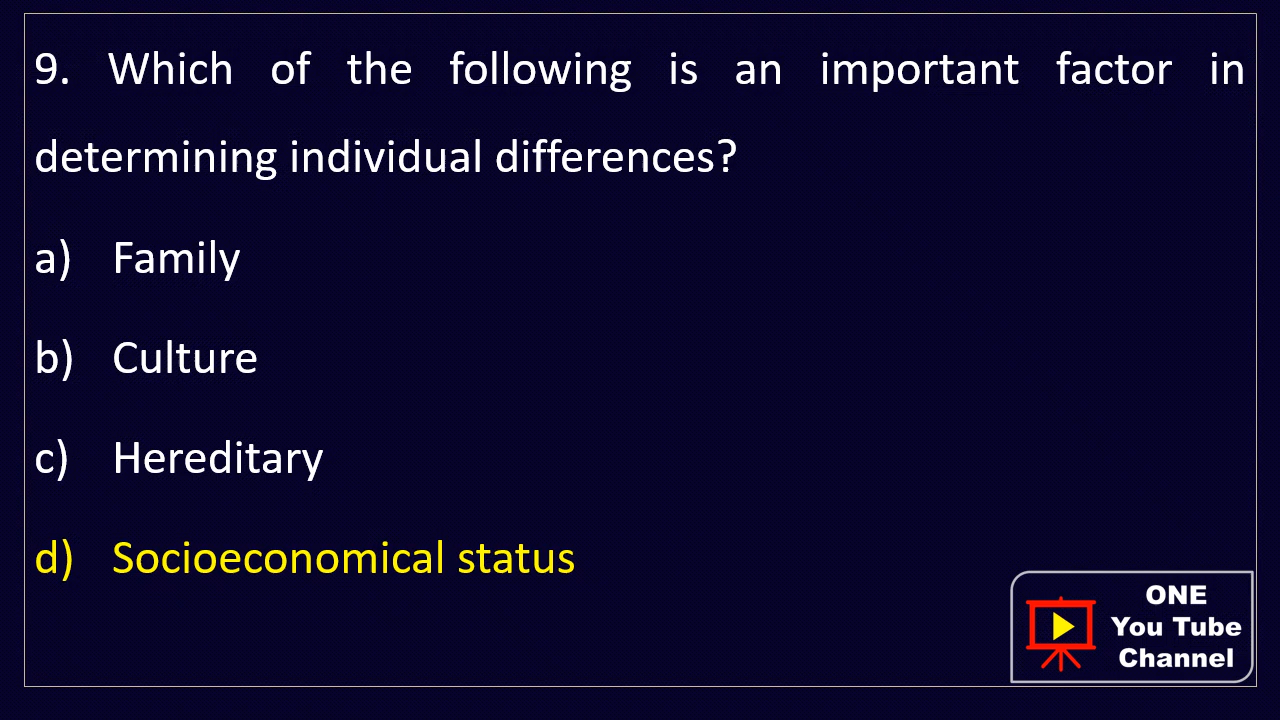 9. Which of the following is an important factor in
determining individual differences?
a) Family
b) Culture
c) Hereditary
d) Socioeconomical status
ONE
You Tube
Channel